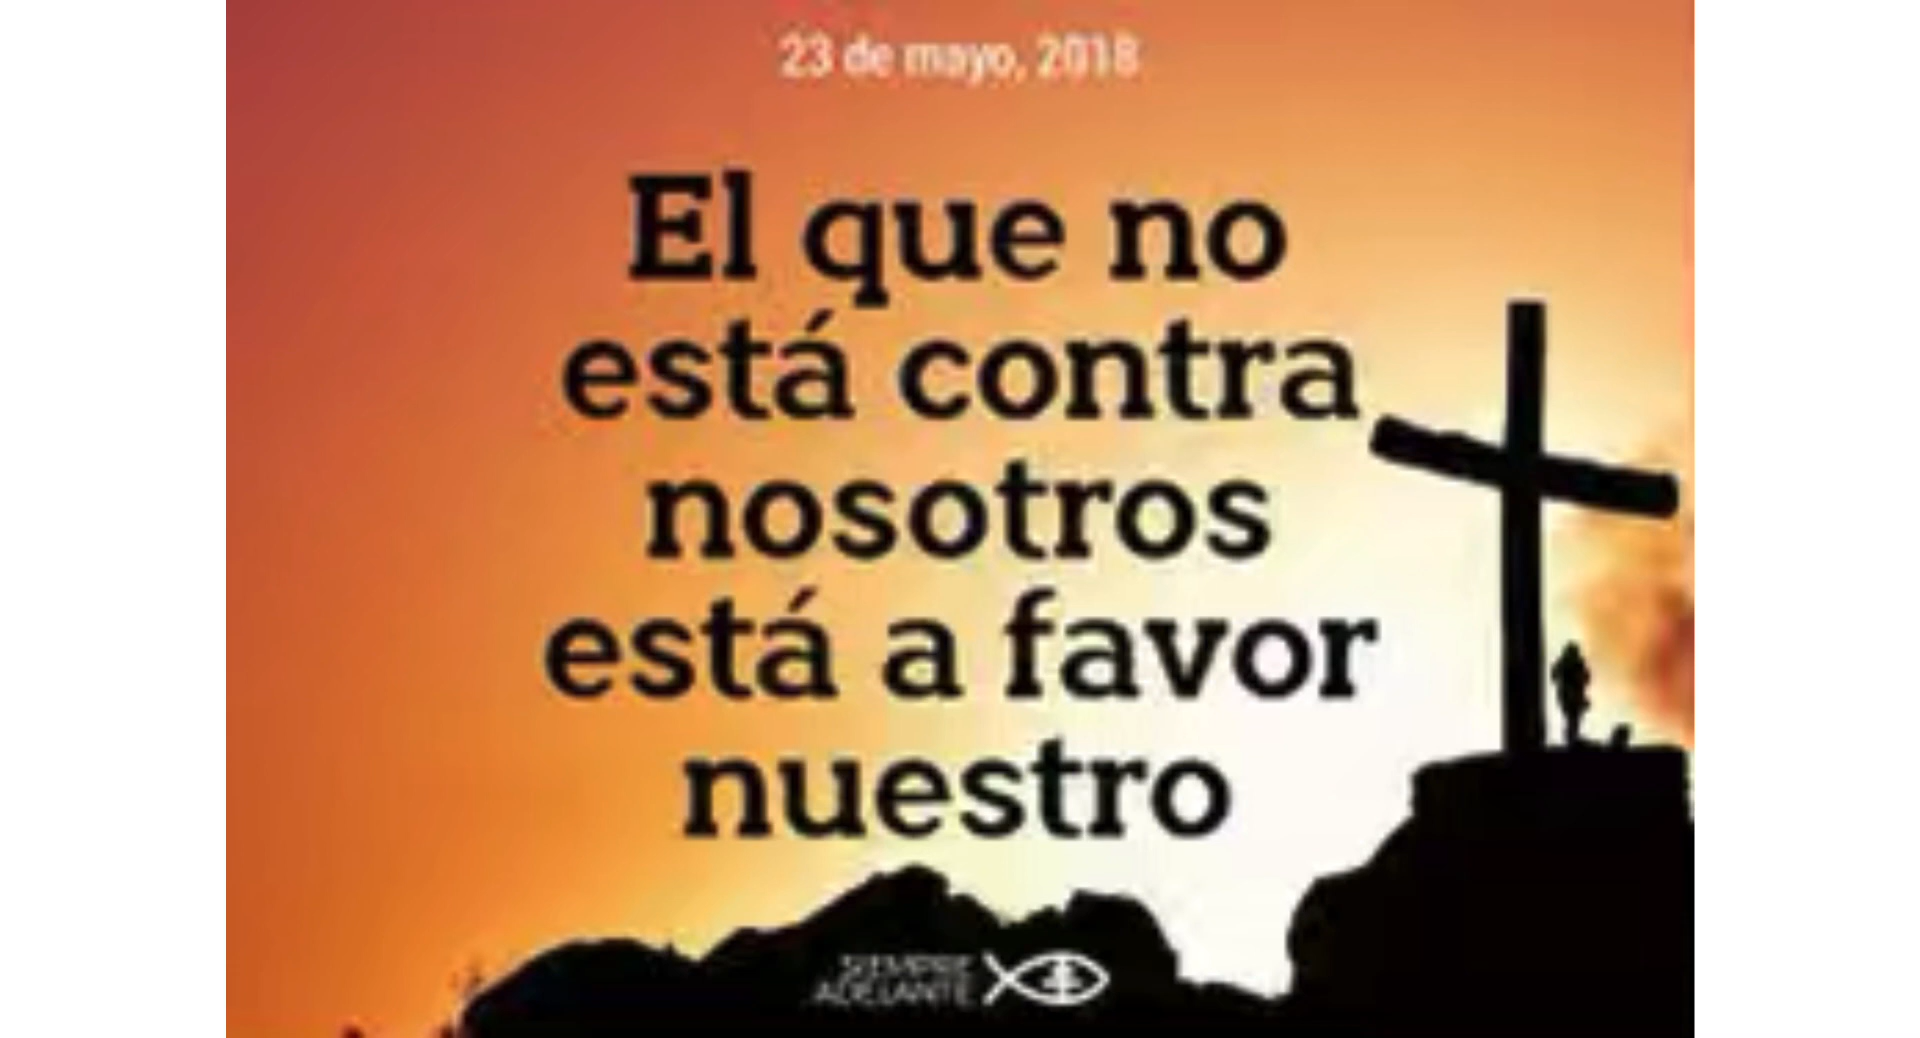 23 de mayo, 2018
El que no
está contra
nosotros
está a favor
nuestro
SIEMPRE
ADELANTE